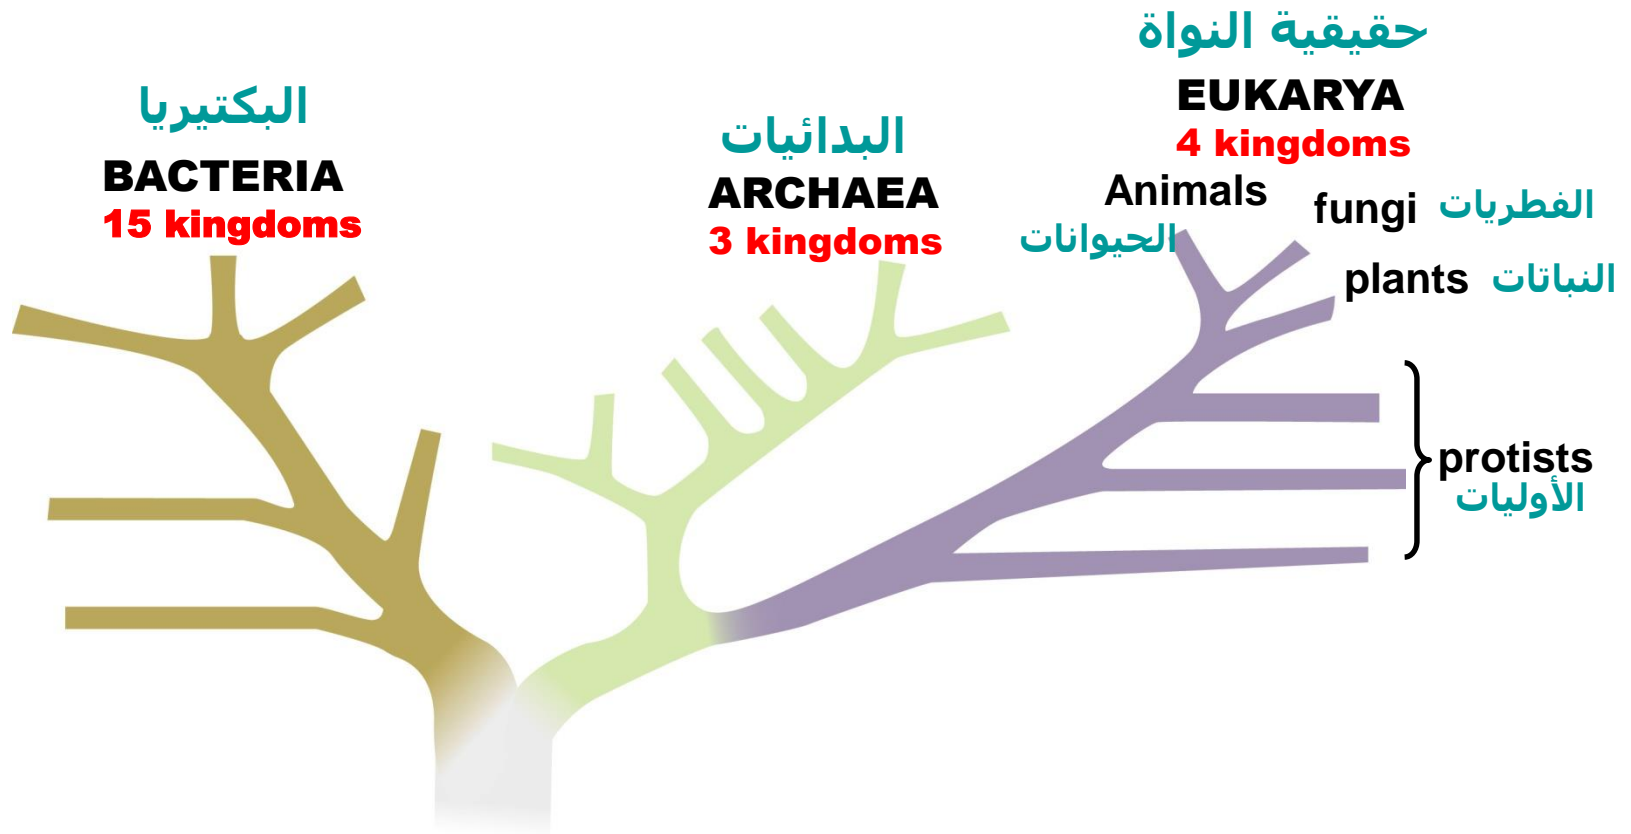 البكتيريا
BACTERIA
15 kingdoms
البدائيات
ARCHAEA
3 kingdoms
حقيقية النواة
EUKARYA
4 kingdoms
Animals
الحيوانات
fungi الفطريات
plants النباتات
protists
الأوليات